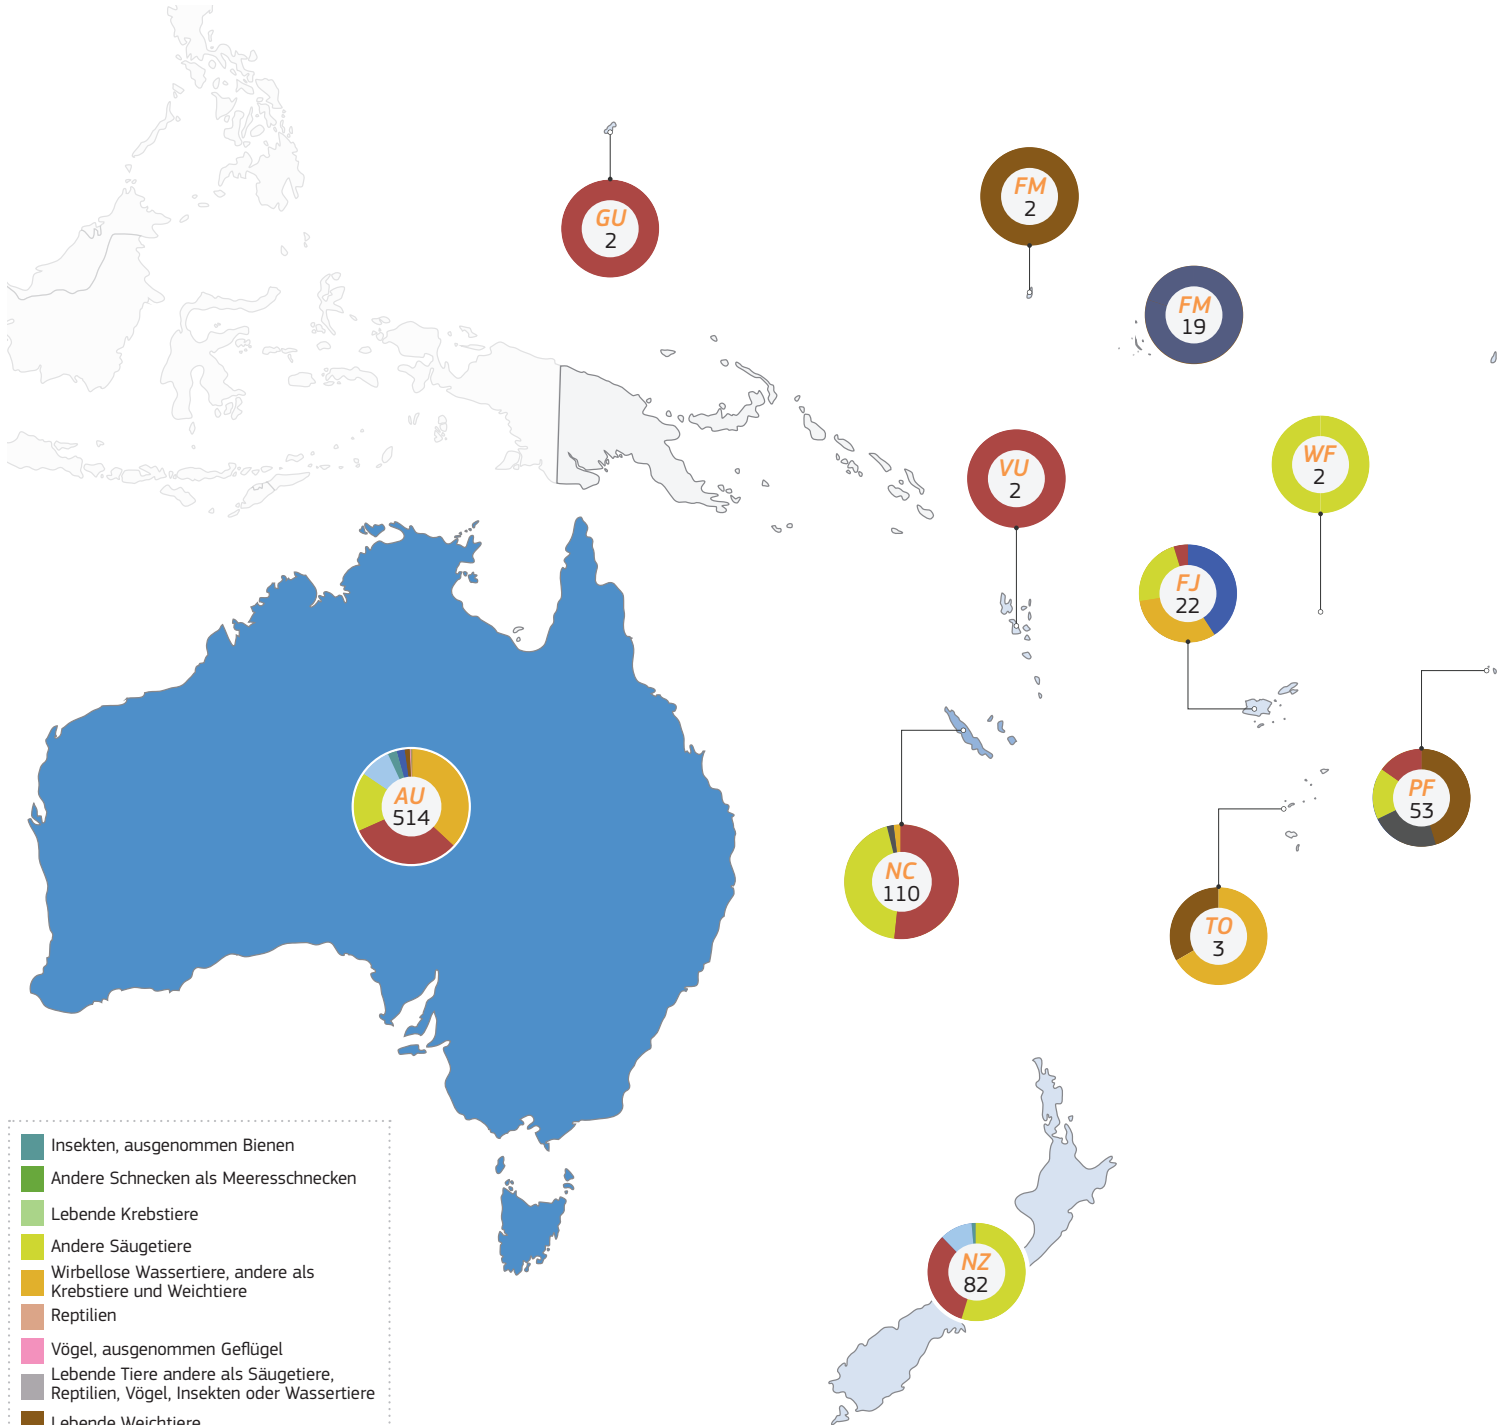 GU
2
FM
2
FM
19
VU
2
WF
2
FJ
22
PF
53
AU
514
NC
110
TO
3
NZ
82
Insekten, ausgenommen Bienen
Andere Schnecken als Meeresschnecken
Lebende Krebstiere
Andere Säugetiere
Wirbellose Wassertiere, andere als
Krebstiere und Weichtiere
Reptilien
Vögel, ausgenommen Geflügel
Lebende Tiere andere als Säugetiere,
Reptilien, Vögel, Insekten oder Wassertiere
Lebende Weichtiere